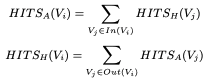 HITS_A(V_i) = \sum_{V_j \in In(V_i)} HITS_H(V_j)
HITS_H(V_i) = \sum_{V_j \in Out(V_i)} HITS_A(V_j)